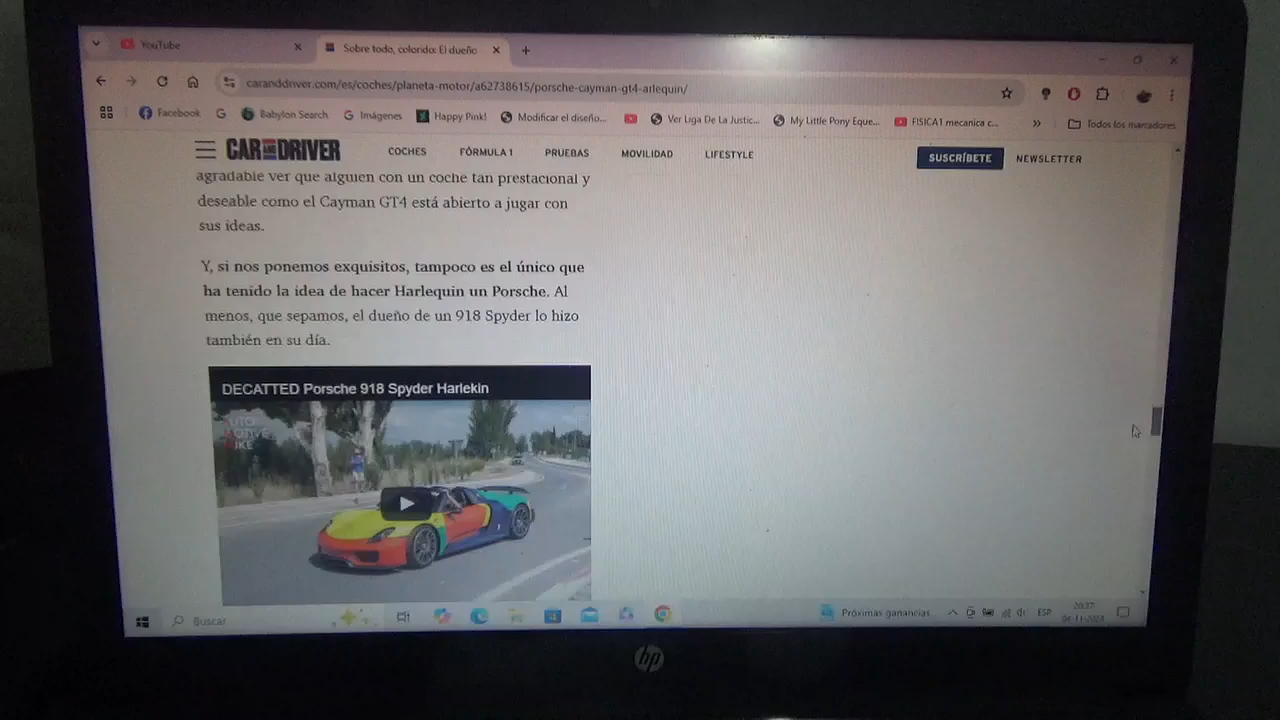 YouTube
Sobre todo, colorido: El dueño
caranddriver.com/es/coches/planeta-motor/a62738615/porsche-cayman-gt4-arlequin/
Facebook
Babylon Search
Imágenes
Happy Pink!
Modificar el diseño...
Ver Liga De La Justic...
My Little Pony Eque...
FISICA1 mecanica c...
»
Todos los marcadores
CAR AND DRIVER
COCHES
FÓRMULA 1
PRUEBAS
MOVILIDAD
LIFESTYLE
SUSCRÍBETE
NEWSLETTER
agradable ver que alguien con un coche tan prestacional y
deseable como el Cayman GT4 está abierto a jugar con
sus ideas.
Y, si nos ponemos exquisitos, tampoco es el único que
ha tenido la idea de hacer Harlequin un Porsche. Al
menos, que sepamos, el dueño de un 918 Spyder lo hizo
también en su día.
DECATTED Porsche 918 Spyder Harlekin
Buscar
Próximas ganancias...
ESP
20:37
hp